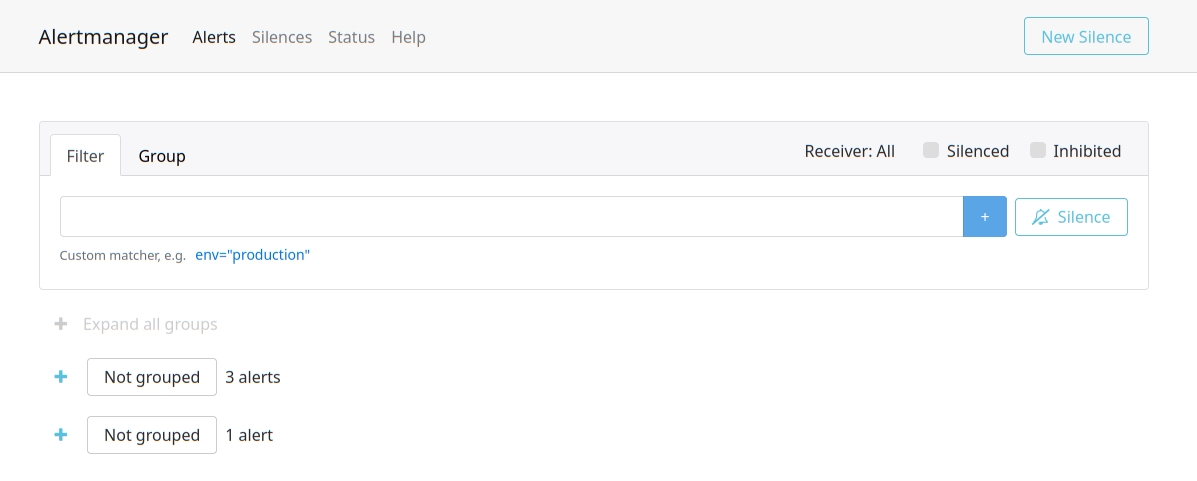 Alertmanager Alerts Silences Status Help New Silence
Filter Group Receiver: All Silenced Inhibited
+ Silence
Custom matcher, e.g. env="production"
+ Expand all groups
+ Not grouped 3 alerts
+ Not grouped 1 alert